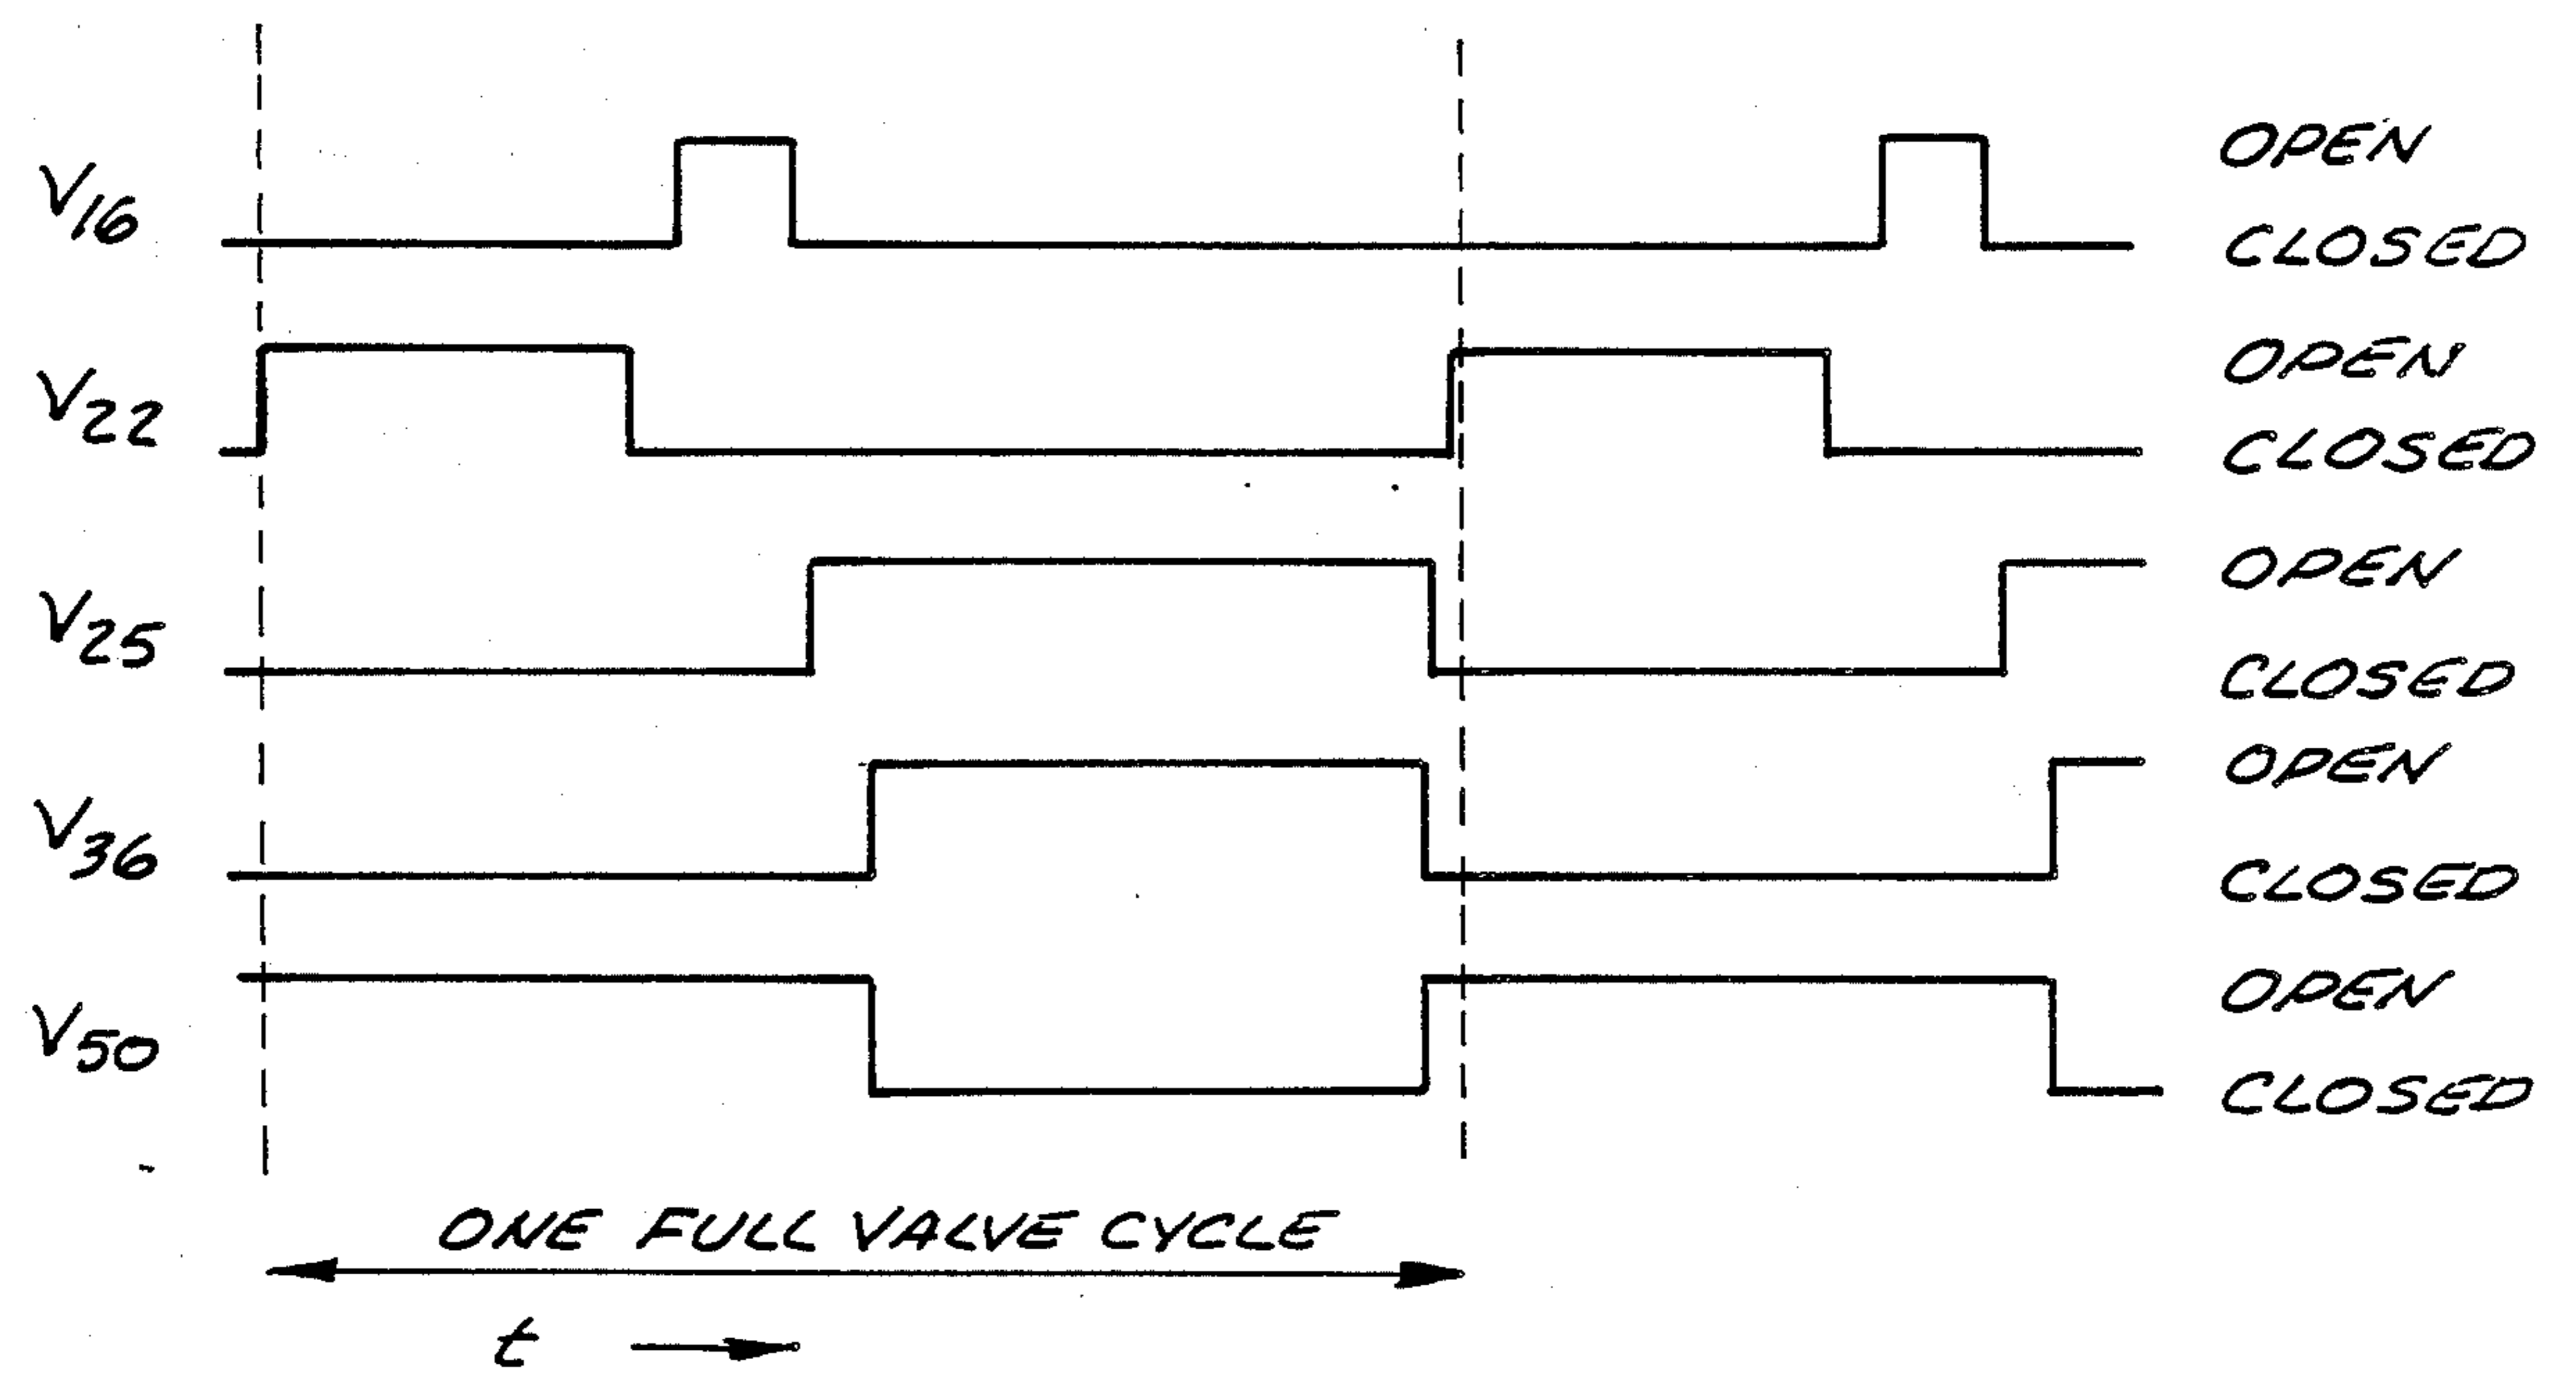 V16
OPEN
CLOSED
V22
OPEN
CLOSED
V25
OPEN
CLOSED
V36
OPEN
CLOSED
V50
OPEN
CLOSED
ONE FULL VALVE CYCLE
t